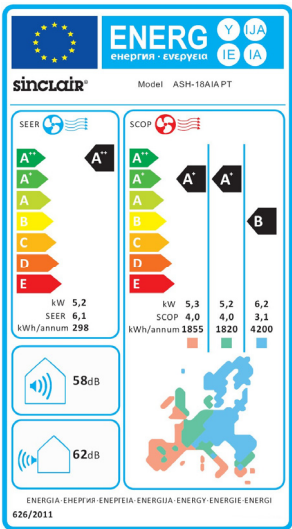 ENERG Y IJA
енергия · ενεργεια IE IA
sinclair® Model ASH-18AIA PT
SEER SCOP
A++ A++ A++
A+ A+ A+ A+
A A
B B B
C C
D D
E E
kW 5,2 kW 5,3 5,2 6,2
SEER 6,1 SCOP 4,0 4,0 3,1
kWh/annum 298 kWh/annum 1855 1820 4200
58dB
62dB
ENERGIA·ЕНЕРГИЯ·ΕΝΕΡΓΕΙΑ·ENERGIJA·ENERGY·ENERGIE·ENERGI
626/2011